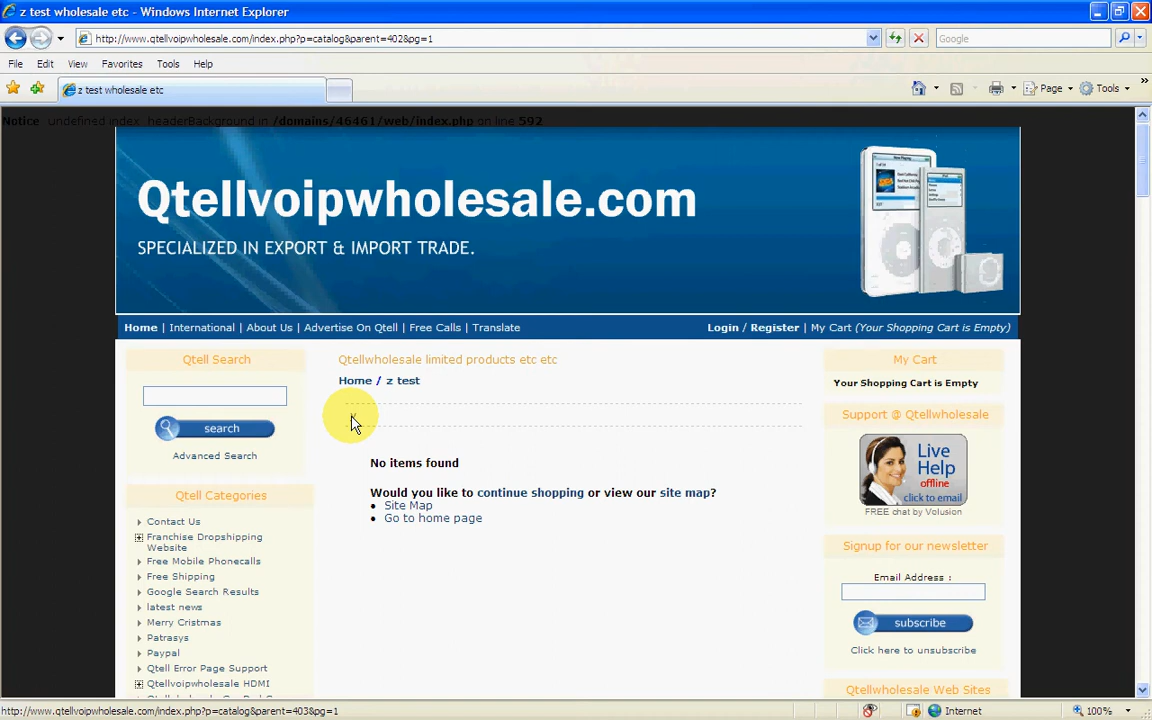 z test wholesale etc - Windows Internet Explorer
http://www.qtellvoipwholesale.com/index.php?p=catalog&parent=402&pg=1
Google
File Edit View Favorites Tools Help
z test wholesale etc
Page Tools
Notice undefined index headerBackground in /domains/46461/web/index.php on line 592
Qtellvoipwholesale.com
SPECIALIZED IN EXPORT & IMPORT TRADE.
Home | International | About Us | Advertise On Qtell | Free Calls | Translate
Login / Register | My Cart (Your Shopping Cart is Empty)
Qtell Search
search
Advanced Search
Qtell Categories
Contact Us
Franchise Dropshipping
Website
Free Mobile Phonecalls
Free Shipping
Google Search Results
latest news
Merry Cristmas
Patrasys
Paypal
Qtell Error Page Support
Qtellvoipwholesale HDMI
Qtellwholesale limited products etc etc
Home / z test
No items found
Would you like to continue shopping or view our site map?
Site Map
Go to home page
My Cart
Your Shopping Cart is Empty
Support @ Qtellwholesale
Live
Help
offline
click to email
FREE chat by Volusion
Signup for our newsletter
Email Address :
subscribe
Click here to unsubscribe
Qtellwholesale Web Sites
http://www.qtellvoipwholesale.com/index.php?p=catalog&parent=403&pg=1
Internet
100%